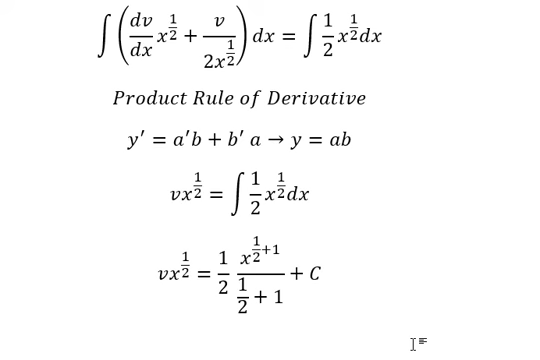 ∫ (dv/dx x^(1/2) + v/(2x^(1/2))) dx = ∫ 1/2 x^(1/2) dx
Product Rule of Derivative
y′ = a′b + b′ a → y = ab
vx^(1/2) = ∫ 1/2 x^(1/2) dx
vx^(1/2) = 1/2 x^(1/2+1)/(1/2 + 1) + C